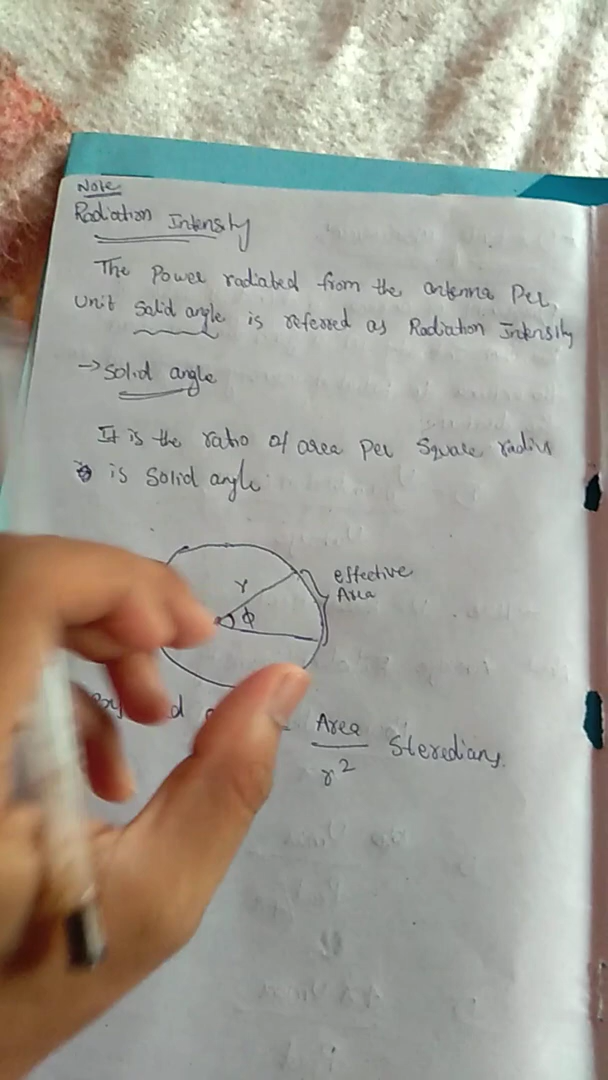 Note
Radiation Intensity
The Power radiated from the antenna Per
Unit Solid angle is referred as Radiation Intensity
→ Solid angle
It is the ratio of area Per Square radius
is Solid angle
r
ϕ
effective
Area
Area
r²
Steredians.